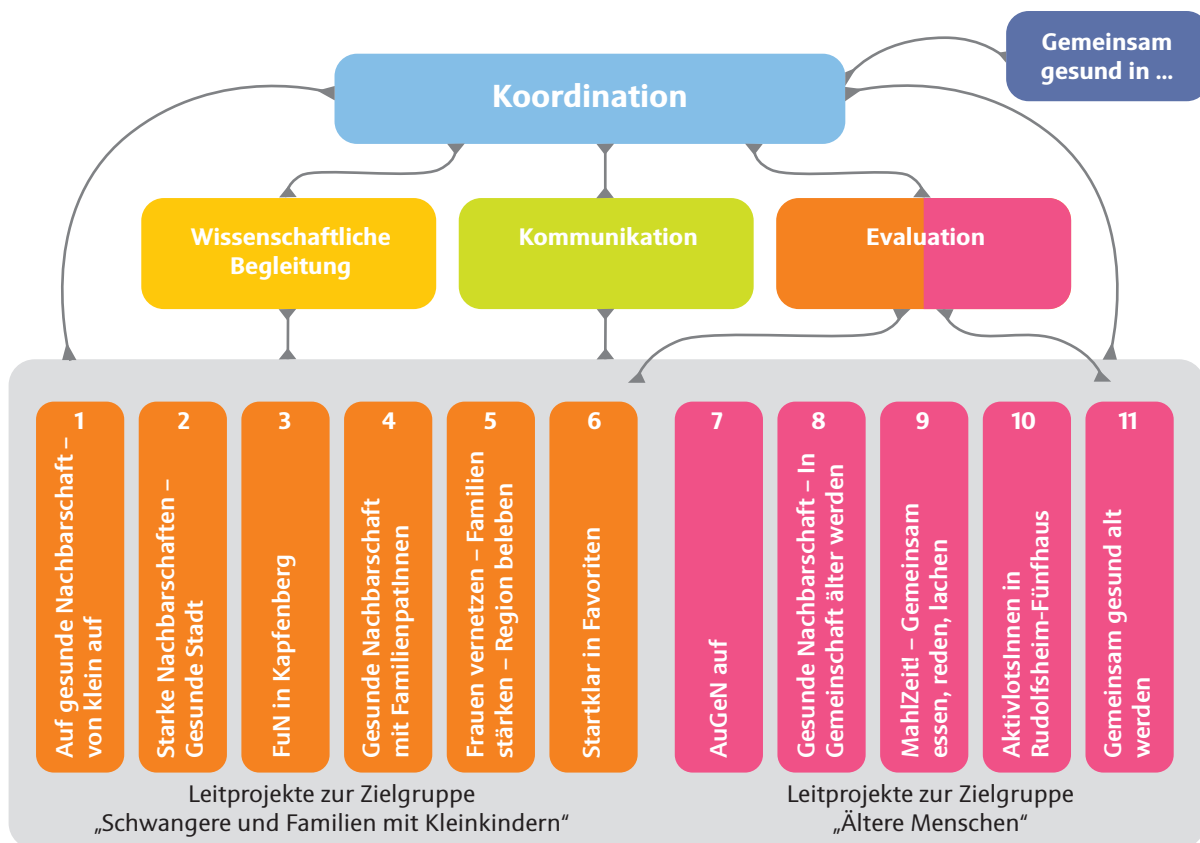 Gemeinsam
gesund in ...
Koordination
Wissenschaftliche
Begleitung
Kommunikation
Evaluation
1
Auf gesunde Nachbarschaft –
von klein auf
2
Starke Nachbarschaften –
Gesunde Stadt
3
FuN in Kapfenberg
4
Gesunde Nachbarschaft
mit FamilienpatInnen
5
Frauen vernetzen – Familien
stärken – Region beleben
6
Startklar in Favoriten
7
AuGeN auf
8
Gesunde Nachbarschaft – In
Gemeinschaft älter werden
9
MahlZeit! – Gemeinsam
essen, reden, lachen
10
AktivlotsInnen in
Rudolfsheim-Fünfhaus
11
Gemeinsam gesund alt
werden
Leitprojekte zur Zielgruppe
„Schwangere und Familien mit Kleinkindern“
Leitprojekte zur Zielgruppe
„Ältere Menschen“